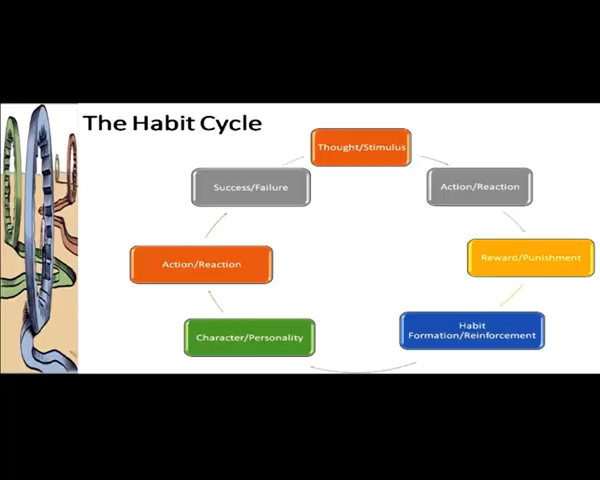 The Habit Cycle
Thought/Stimulus
Action/Reaction
Reward/Punishment
Habit
Formation/Reinforcement
Character/Personality
Action/Reaction
Success/Failure